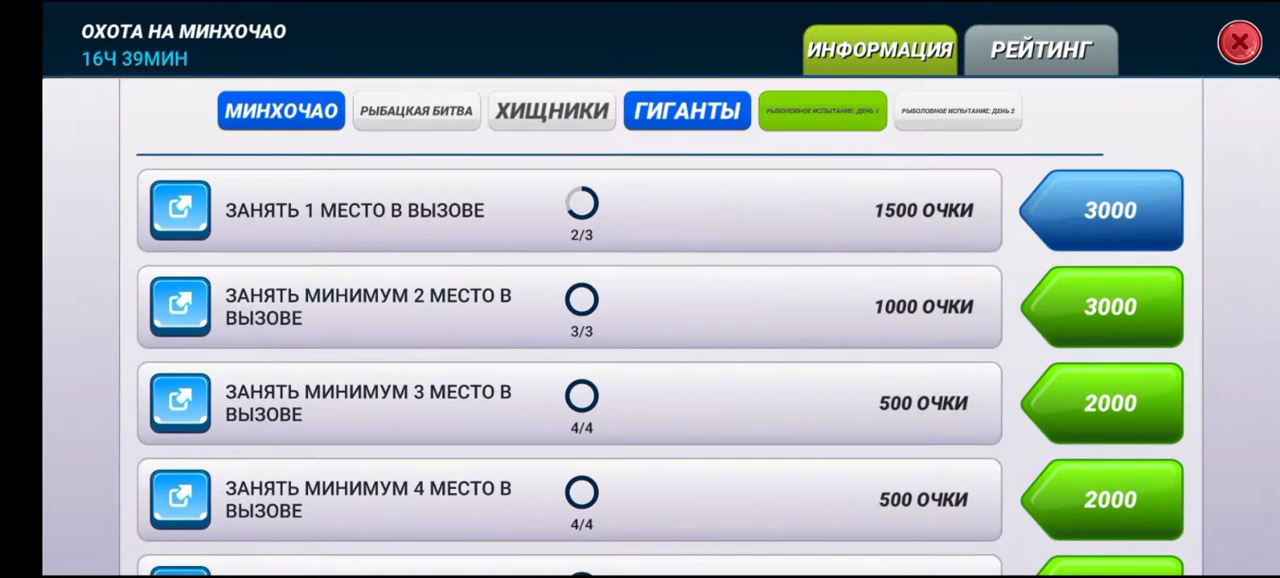 ОХОТА НА МИНХОЧАО
16Ч 39МИН
ИНФОРМАЦИЯ
РЕЙТИНГ
МИНХОЧАО
РЫБАЦКАЯ БИТВА
ХИЩНИКИ
ГИГАНТЫ
РЫБОЛОВНОЕ ИСПЫТАНИЕ: ДЕНЬ 1
РЫБОЛОВНОЕ ИСПЫТАНИЕ: ДЕНЬ 2
ЗАНЯТЬ 1 МЕСТО В ВЫЗОВЕ
2/3
1500 ОЧКИ
3000
ЗАНЯТЬ МИНИМУМ 2 МЕСТО В
ВЫЗОВЕ
3/3
1000 ОЧКИ
3000
ЗАНЯТЬ МИНИМУМ 3 МЕСТО В
ВЫЗОВЕ
4/4
500 ОЧКИ
2000
ЗАНЯТЬ МИНИМУМ 4 МЕСТО В
ВЫЗОВЕ
4/4
500 ОЧКИ
2000